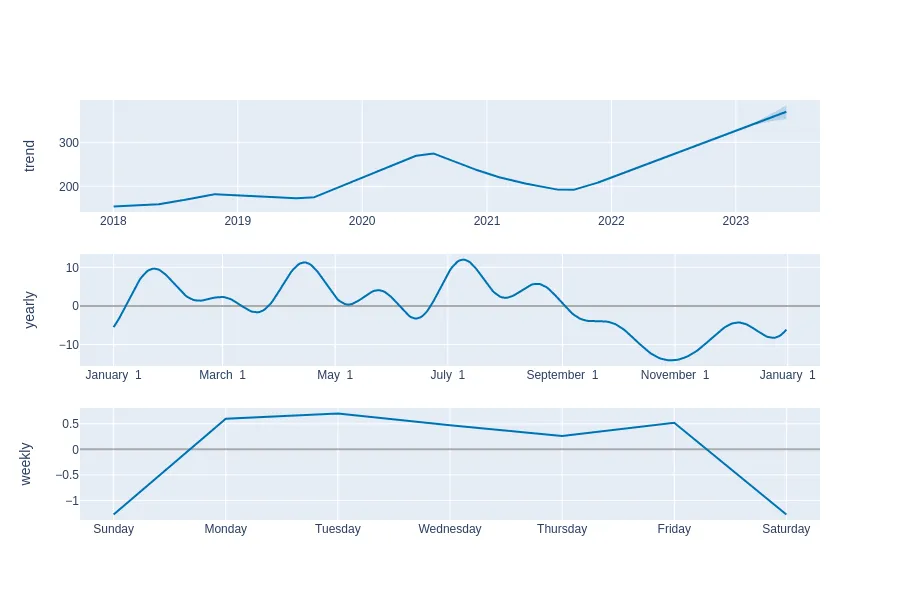 trend
300
200
2018 2019 2020 2021 2022 2023
yearly
10
0
−10
January 1 March 1 May 1 July 1 September 1 November 1 January 1
weekly
0.5
0
−0.5
−1
Sunday Monday Tuesday Wednesday Thursday Friday Saturday